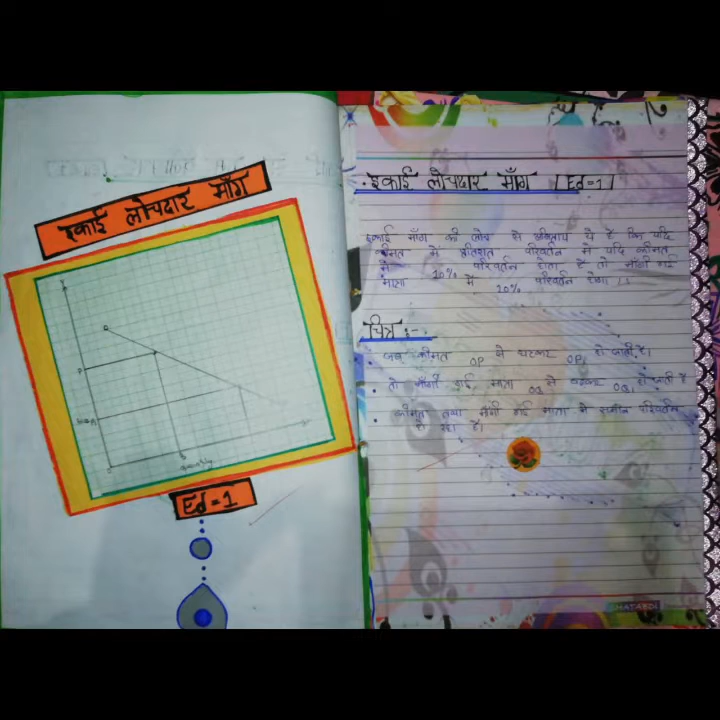 इकाई लोचदार माँग
P
O
Ed = 1
इकाई लोचदार माँग Ed=1
इकाई माँग की लोच से अभिप्राय ये है कि यदि
कीमत में प्रतिशत परिवर्तन में यदि कीमत
में 20% परिवर्तन होता है तो माँगी गई
मात्रा में 20% परिवर्तन होगा।
चित्र :-
• जब कीमत OP से घटकर OP₁ हो जाती है।
• तो माँगी गई मात्रा OQ से बढ़कर OQ₁ हो जाती है
• कीमत तथा माँगी गई मात्रा में समान परिवर्तन
हो रहा है।